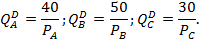 Q_A^D = 40/P_A; Q_B^D = 50/P_B; Q_C^D = 30/P_C.